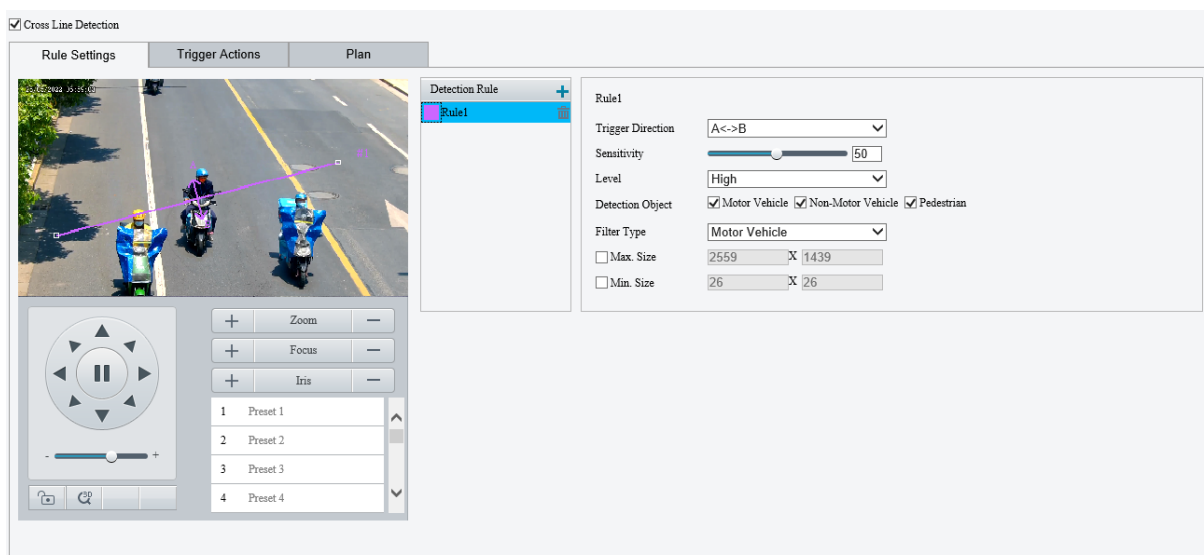 Cross Line Detection
Rule Settings
Trigger Actions
Plan
Detection Rule
Rule1
Rule1
Trigger Direction A<->B
Sensitivity 50
Level High
Detection Object Motor Vehicle Non-Motor Vehicle Pedestrian
Filter Type Motor Vehicle
Max. Size 2559 X 1439
Min. Size 26 X 26
+ Zoom −
+ Focus −
+ Iris −
1 Preset 1
2 Preset 2
3 Preset 3
4 Preset 4
- +
3D